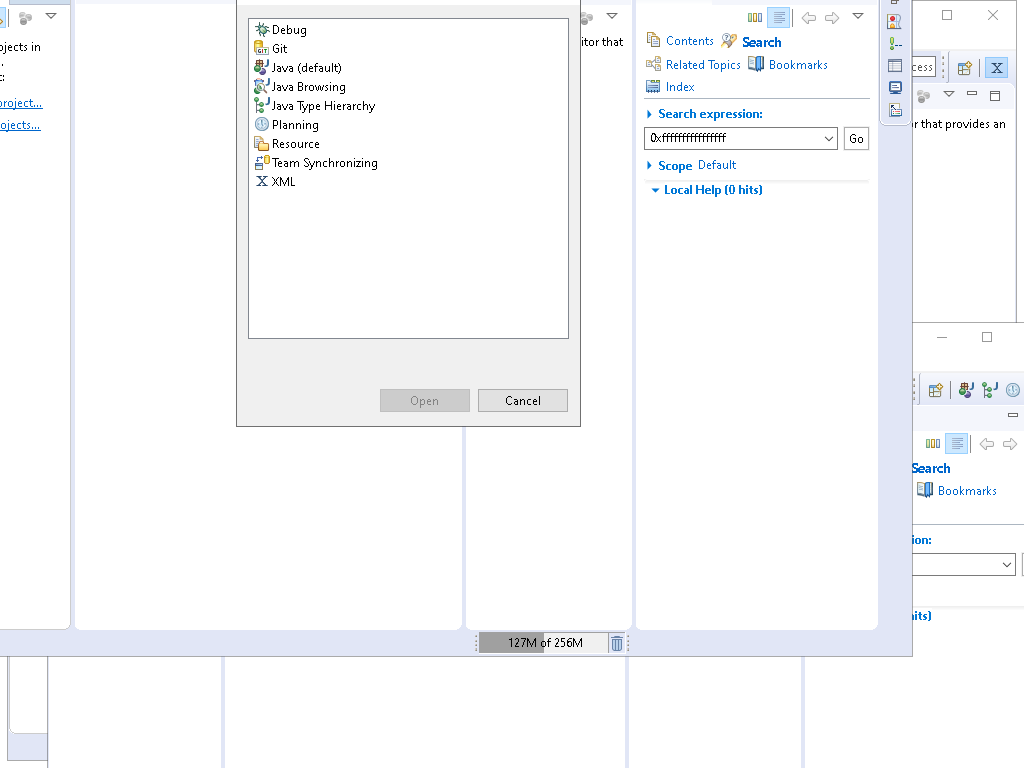 ojects in
:
project...
ojects...
Debug
Git
Java (default)
Java Browsing
Java Type Hierarchy
Planning
Resource
Team Synchronizing
XML
Open
Cancel
itor that
Contents
Search
Related Topics
Bookmarks
Index
Search expression:
0xffffffffffffffff
Go
Scope Default
Local Help (0 hits)
127M of 256M
cess
or that provides an
Search
Bookmarks
ion:
hits)